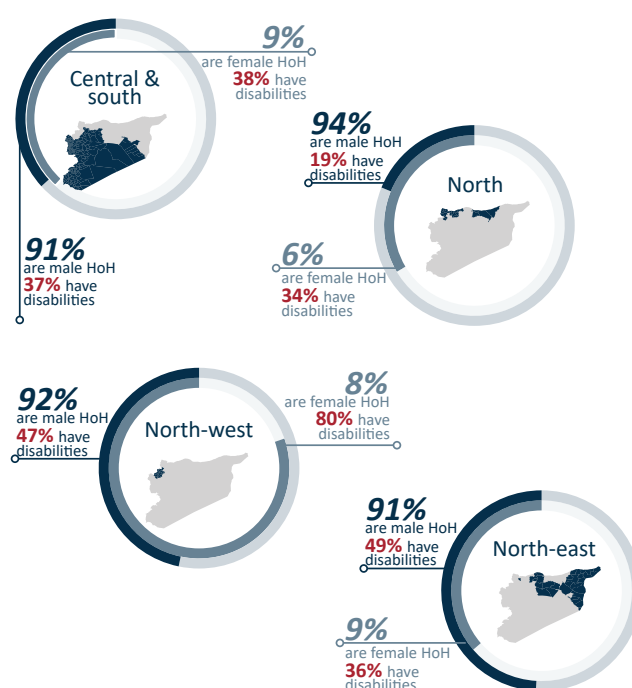 9%
are female HoH
38% have
disabilities
Central &
south
91%
are male HoH
37% have
disabilities
94%
are male HoH
19% have
disabilities
North
6%
are female HoH
34% have
disabilities
92%
are male HoH
47% have
disabilities
North-west
8%
are female HoH
80% have
disabilities
91%
are male HoH
49% have
disabilities
North-east
9%
are female HoH
36% have
disabilities